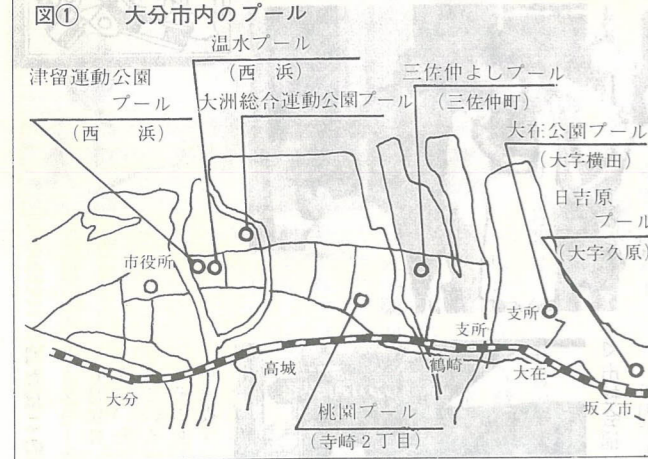 図① 大分市内のプール
温水プール
(西 浜)
津留運動公園
プール
(西 浜)
大洲総合運動公園プール
三佐仲よしプール
(三佐仲町)
大在公園プール
(大字横田)
日吉原
プール
(大字久原)
市役所
支所
支所
高城
鶴崎
大在
大分
坂ノ市
桃園プール
(寺崎2丁目)